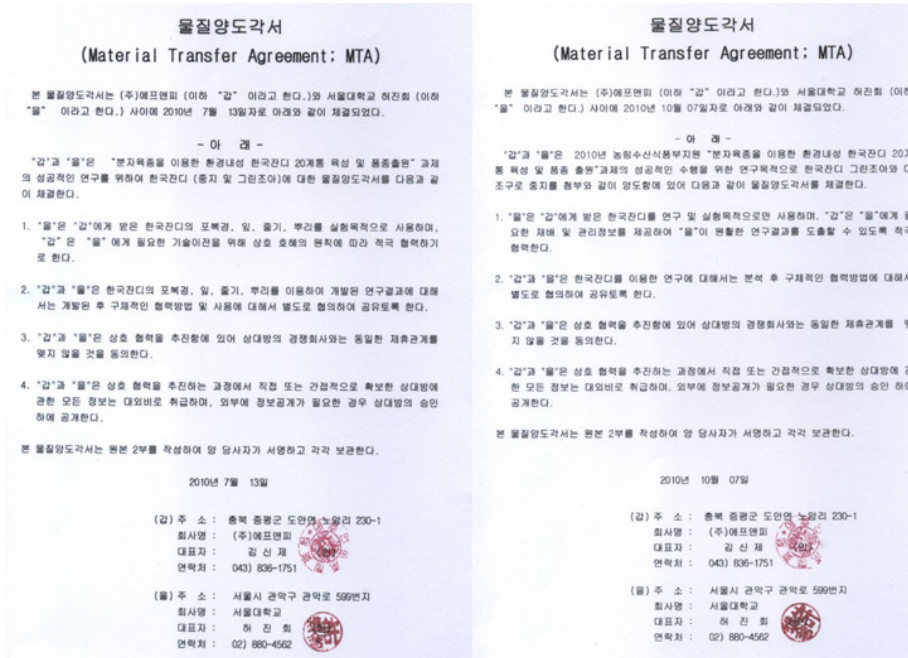 물질양도각서
(Material Transfer Agreement; MTA)
본 물질양도각서는 (주)에프앤피 (이하 "갑" 이라고 한다.)와 서울대학교 허진회 (이하
"을" 이라고 한다.) 사이에 2010년 7월 13일자로 아래와 같이 체결되었다.
- 아 래 -
"갑"과 "을"은 "분자육종을 이용한 환경내성 한국잔디 20계통 육성 및 품종출원" 과제
의 성공적인 연구를 위하여 한국잔디 (중지 및 그린조아)에 대한 물질양도각서를 다음과 같
이 체결한다.
1. "을"은 "갑"에게 받은 한국잔디의 포복경, 잎, 줄기, 뿌리를 실험목적으로 사용하며,
"갑" 은 "을" 에게 필요한 기술이전을 위해 상호 호혜의 원칙에 따라 적극 협력하기
로 한다.
2. "갑"과 "을"은 한국잔디의 포복경, 잎, 줄기, 뿌리를 이용하여 개발된 연구결과에 대해
서는 개발된 후 구체적인 협력방법 및 사용에 대해서 별도로 협의하여 공유토록 한다.
3. "갑"과 "을"은 상호 협력을 추진함에 있어 상대방의 경쟁회사와는 동일한 제휴관계를
맺지 않을 것을 동의한다.
4. "갑"과 "을"은 상호 협력을 추진하는 과정에서 직접 또는 간접적으로 확보한 상대방에
관한 모든 정보는 대외비로 취급하며, 외부에 정보공개가 필요한 경우 상대방의 승인
하에 공개한다.
본 물질양도각서는 원본 2부를 작성하여 양 당사자가 서명하고 각각 보관한다.
2010년 7월 13일
(갑) 주 소 : 충북 증평군 도안면 노암리 230-1
회사명 : (주)에프앤피
대표자 : 김 신 제 (인)
연락처 : 043) 836-1751
(을) 주 소 : 서울시 관악구 관악로 599번지
회사명 : 서울대학교
대표자 : 허 진 회
연락처 : 02) 880-4562
물질양도각서
(Material Transfer Agreement; MTA)
본 물질양도각서는 (주)에프앤피 (이하 "갑" 이라고 한다.)와 서울대학교 허진회 (이하
"을" 이라고 한다.) 사이에 2010년 10월 07일자로 아래와 같이 체결되었다.
- 아 래 -
"갑"과 "을"은 2010년 농림수산식품부지원 "분자육종을 이용한 환경내성 한국잔디 20계
통 육성 및 품종 출원"과제의 성공적인 수행을 위한 연구목적으로 한국잔디 그린조아와 대
조구로 중지를 첨부와 같이 양도함에 있어 다음과 같이 물질양도각서를 체결한다.
1. "을"은 "갑"에게 받은 한국잔디를 연구 및 실험목적으로만 사용하며, "갑"은 "을"에게 필
요한 재배 및 관리정보를 제공하여 "을"이 원활한 연구결과를 도출할 수 있도록 적극
협력한다.
2. "갑"과 "을"은 한국잔디를 이용한 연구에 대해서는 분석 후 구체적인 협력방법에 대해서
별도로 협의하여 공유토록 한다.
3. "갑"과 "을"은 상호 협력을 추진함에 있어 상대방의 경쟁회사와는 동일한 제휴관계를 맺
지 않을 것을 동의한다.
4. "갑"과 "을"은 상호 협력을 추진하는 과정에서 직접 또는 간접적으로 확보한 상대방에 관
한 모든 정보는 대외비로 취급하며, 외부에 정보공개가 필요한 경우 상대방의 승인 하에
공개한다.
본 물질양도각서는 원본 2부를 작성하여 양 당사자가 서명하고 각각 보관한다.
2010년 10월 07일
(갑) 주 소 : 충북 증평군 도안면 노암리 230-1
회사명 : (주)에프앤피
대표자 : 김 신 제 (인)
연락처 : 043) 836-1751
(을) 주 소 : 서울시 관악구 관악로 599번지
회사명 : 서울대학교
대표자 : 허 진 회
연락처 : 02) 880-4562